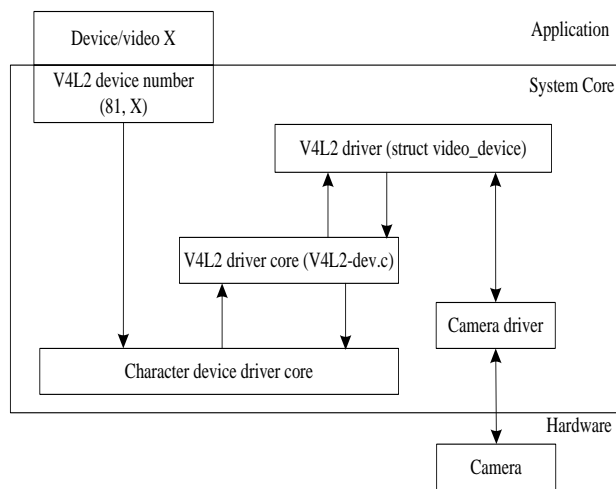 Device/video X
Application
V4L2 device number
(81, X)
System Core
V4L2 driver (struct video_device)
V4L2 driver core (V4L2-dev.c)
Camera driver
Character device driver core
Hardware
Camera